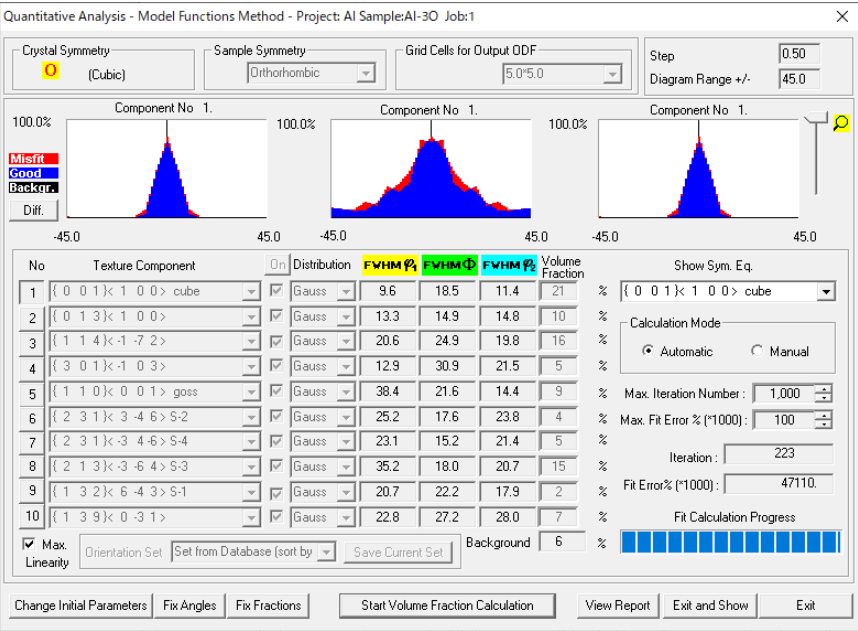 Quantitative Analysis - Model Functions Method - Project: Al Sample:Al-3O Job:1
Crystal Symmetry
O (Cubic)
Sample Symmetry
Orthorhombic
Grid Cells for Output ODF
5.0*5.0
Step 0.50
Diagram Range +/- 45.0
Component No 1.
Component No 1.
Component No 1.
100.0%
100.0%
100.0%
Misfit
Good
Backgr.
Diff.
-45.0 45.0
-45.0 45.0
-45.0 45.0
No Texture Component On Distribution FWHM φ1 FWHM Φ FWHM φ2 Volume Fraction
1 { 0 0 1}< 1 0 0> cube Gauss 9.6 18.5 11.4 21 %
2 { 0 1 3}< 1 0 0> Gauss 13.3 14.9 14.8 10 %
3 { 1 1 4}< -1 -7 2> Gauss 20.6 24.9 19.8 16 %
4 { 3 0 1}< -1 0 3> Gauss 12.9 30.9 21.5 5 %
5 { 1 1 0}< 0 0 1> goss Gauss 38.4 21.6 14.4 9 %
6 { 2 3 1}< 3 -4 6> S-2 Gauss 25.2 17.6 23.8 4 %
7 { 2 3 1}< -3 4 -6> S-4 Gauss 23.1 15.2 21.4 5 %
8 { 2 1 3}< -3 -6 4> S-3 Gauss 35.2 18.0 20.7 15 %
9 { 1 3 2}< 6 -4 3> S-1 Gauss 20.7 22.2 17.9 2 %
10 { 1 3 9}< 0 -3 1> Gauss 22.8 27.2 28.0 7 %
Max. Linearity
Orientation Set Set from Database (sort by Save Current Set
Background 6 %
Show Sym. Eq.
{ 0 0 1}< 1 0 0> cube
Calculation Mode
Automatic Manual
Max. Iteration Number : 1,000
Max. Fit Error % (*1000) : 100
Iteration : 223
Fit Error% (*1000) : 47110.
Fit Calculation Progress
Change Initial Parameters Fix Angles Fix Fractions Start Volume Fraction Calculation View Report Exit and Show Exit